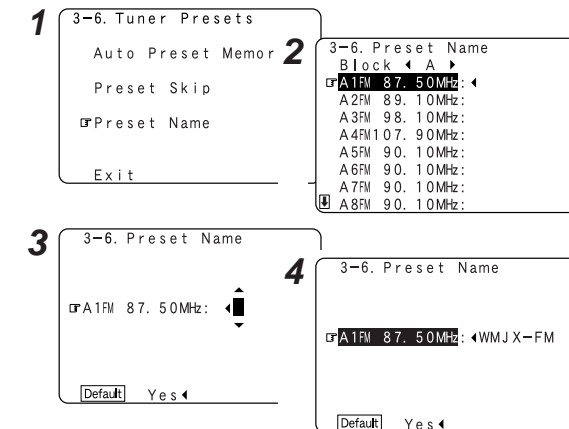 1
3-6. Tuner Presets
Auto Preset Memor
Preset Skip
☞Preset Name
Exit
2
3-6. Preset Name
Block ◀ A ▶
☞A1FM 87. 50MHz: ◀
A2FM 89. 10MHz:
A3FM 98. 10MHz:
A4FM107. 90MHz:
A5FM 90. 10MHz:
A6FM 90. 10MHz:
A7FM 90. 10MHz:
A8FM 90. 10MHz:
3
3-6. Preset Name
☞A1FM 87. 50MHz: ◀
Default Yes◀
4
3-6. Preset Name
☞A1FM 87. 50MHz: ◀WMJX-FM
Default Yes◀